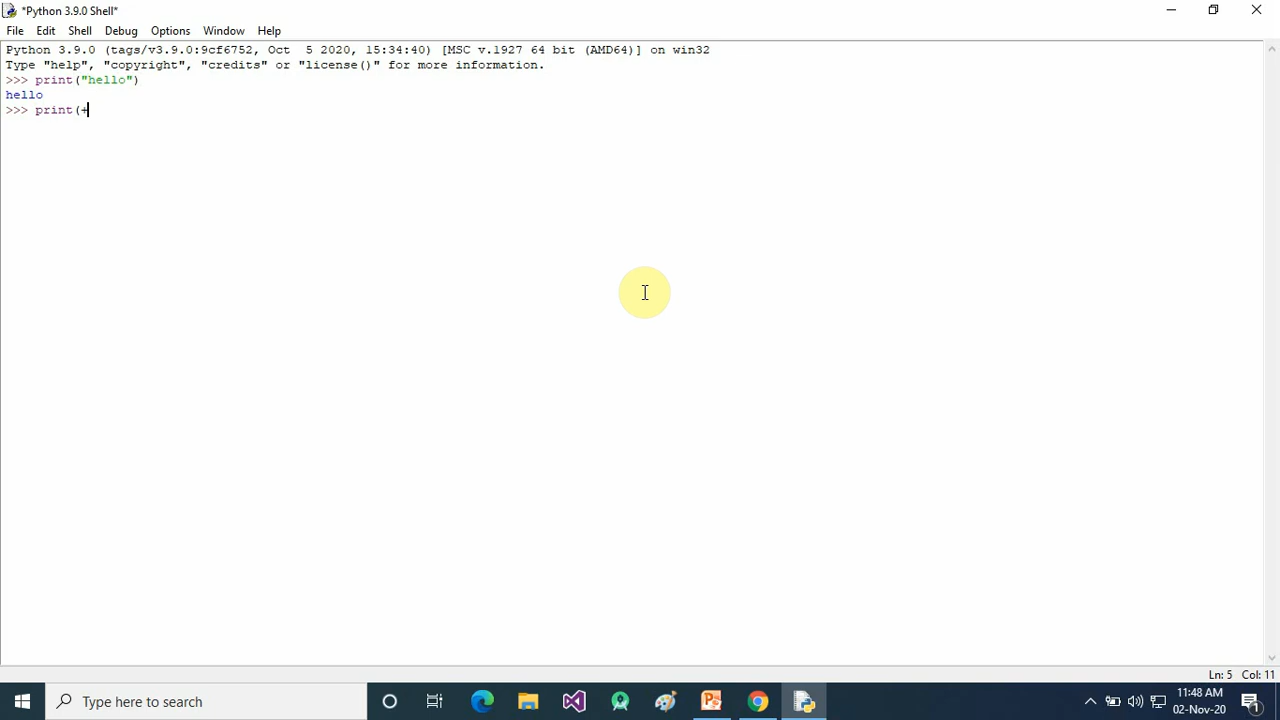 *Python 3.9.0 Shell*
File Edit Shell Debug Options Window Help
Python 3.9.0 (tags/v3.9.0:9cf6752, Oct  5 2020, 15:34:40) [MSC v.1927 64 bit (AMD64)] on win32
Type "help", "copyright", "credits" or "license()" for more information.
>>> print("hello")
hello
>>> print(+
Ln: 5 Col: 11
Type here to search
11:48 AM
02-Nov-20
1